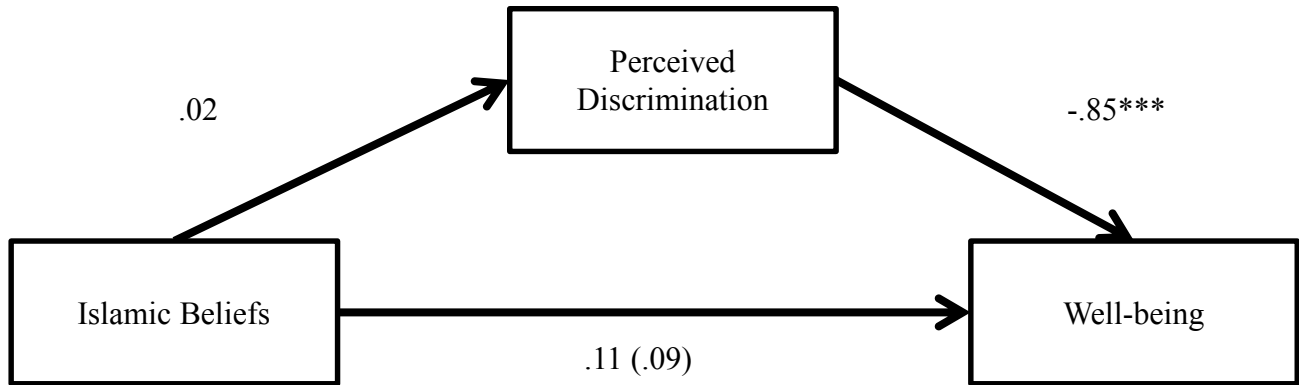 Perceived
Discrimination
.02
-.85***
Islamic Beliefs
Well-being
.11 (.09)